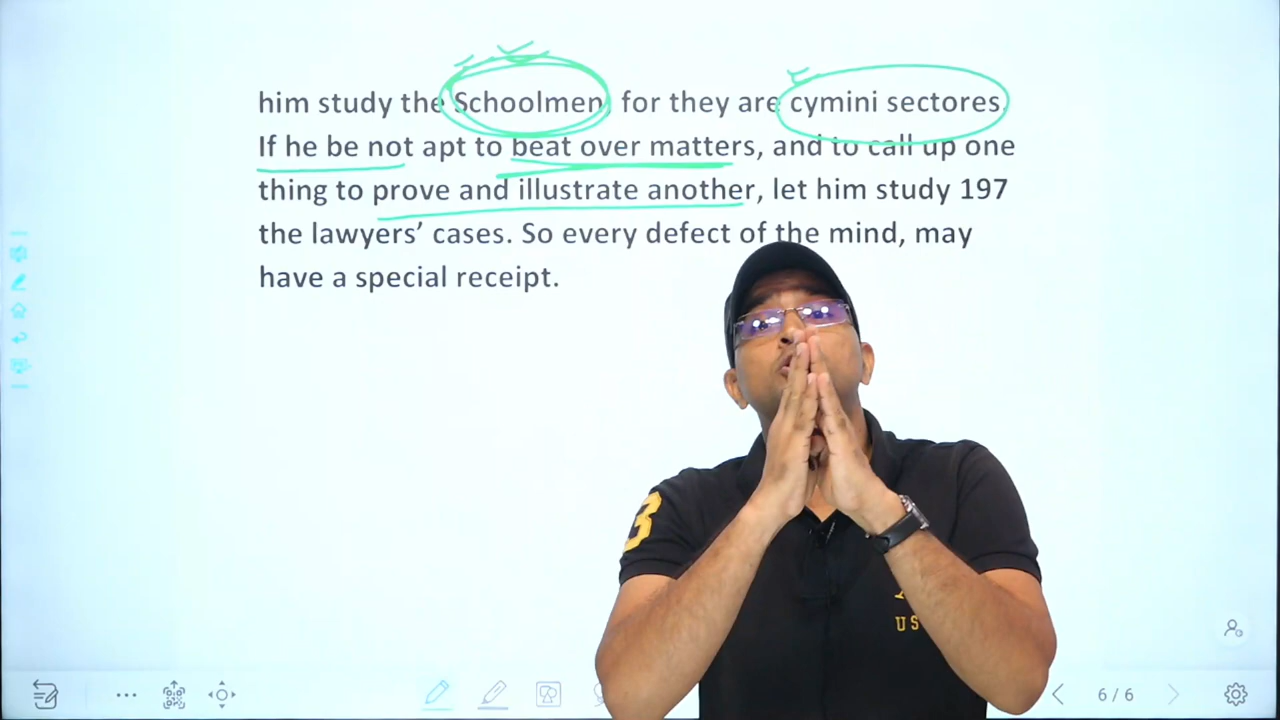 him study the Schoolmen, for they are cymini sectores.
If he be not apt to beat over matters, and to call up one
thing to prove and illustrate another, let him study 197
the lawyers’ cases. So every defect of the mind, may
have a special receipt.
3
US
6 / 6